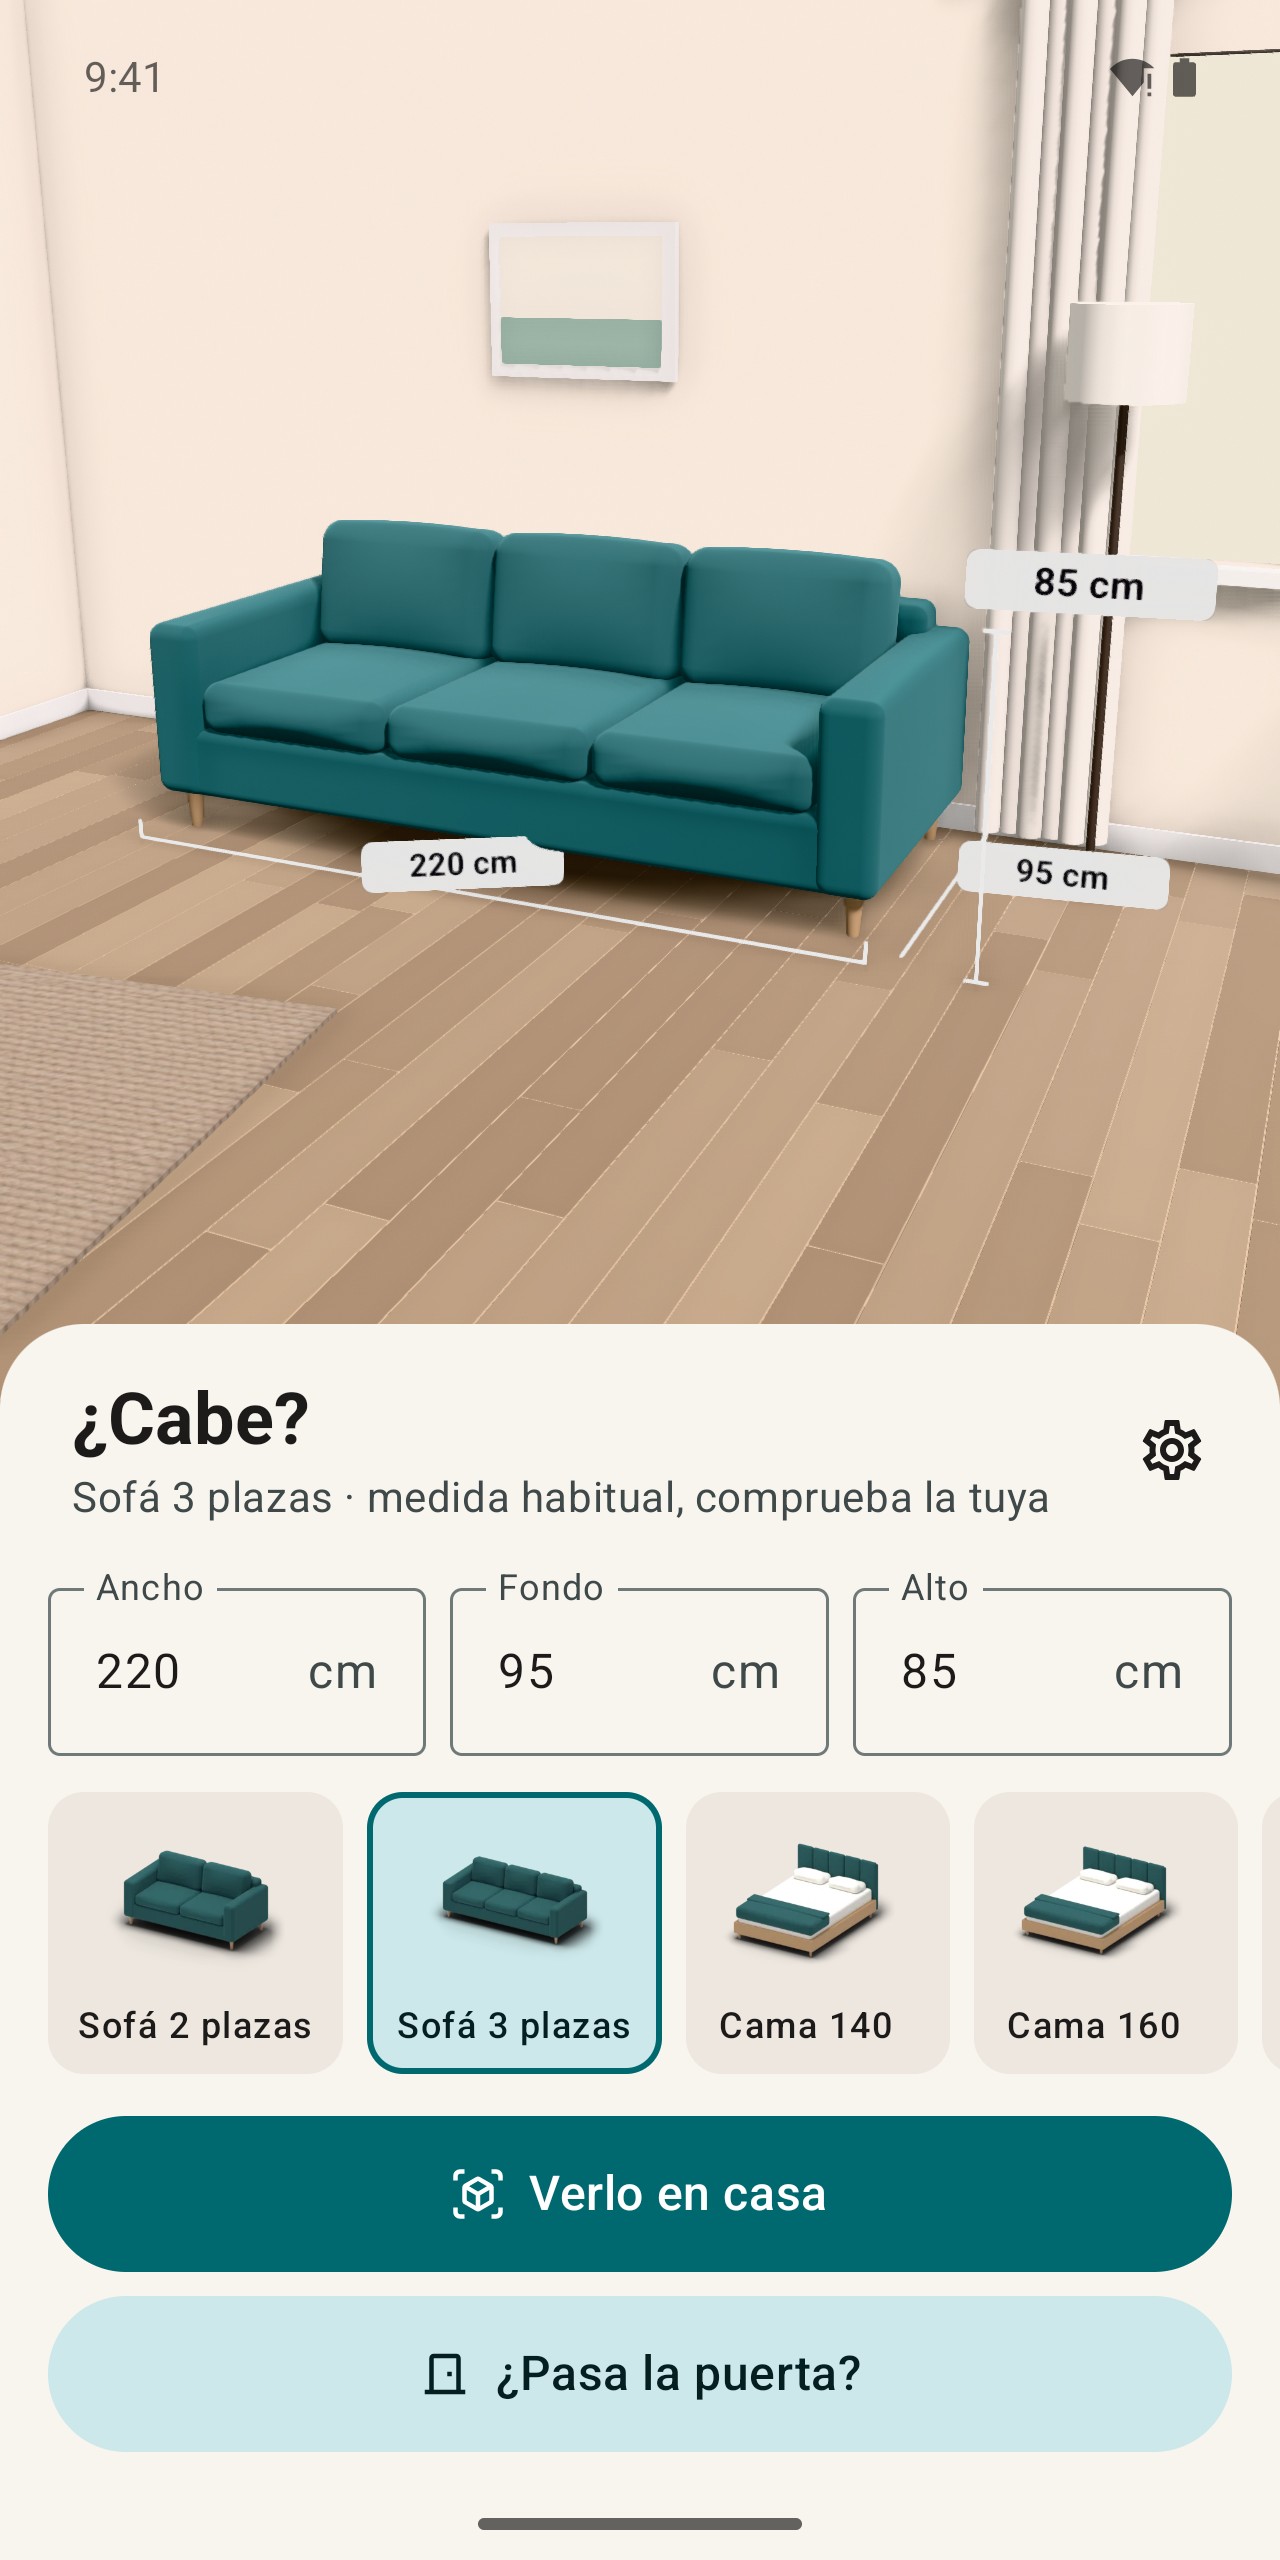 9:41
85 cm
220 cm
95 cm
¿Cabe?
Sofá 3 plazas · medida habitual, comprueba la tuya
Ancho Fondo Alto
220 cm 95 cm 85 cm
Sofá 2 plazas Sofá 3 plazas Cama 140 Cama 160
Verlo en casa
¿Pasa la puerta?